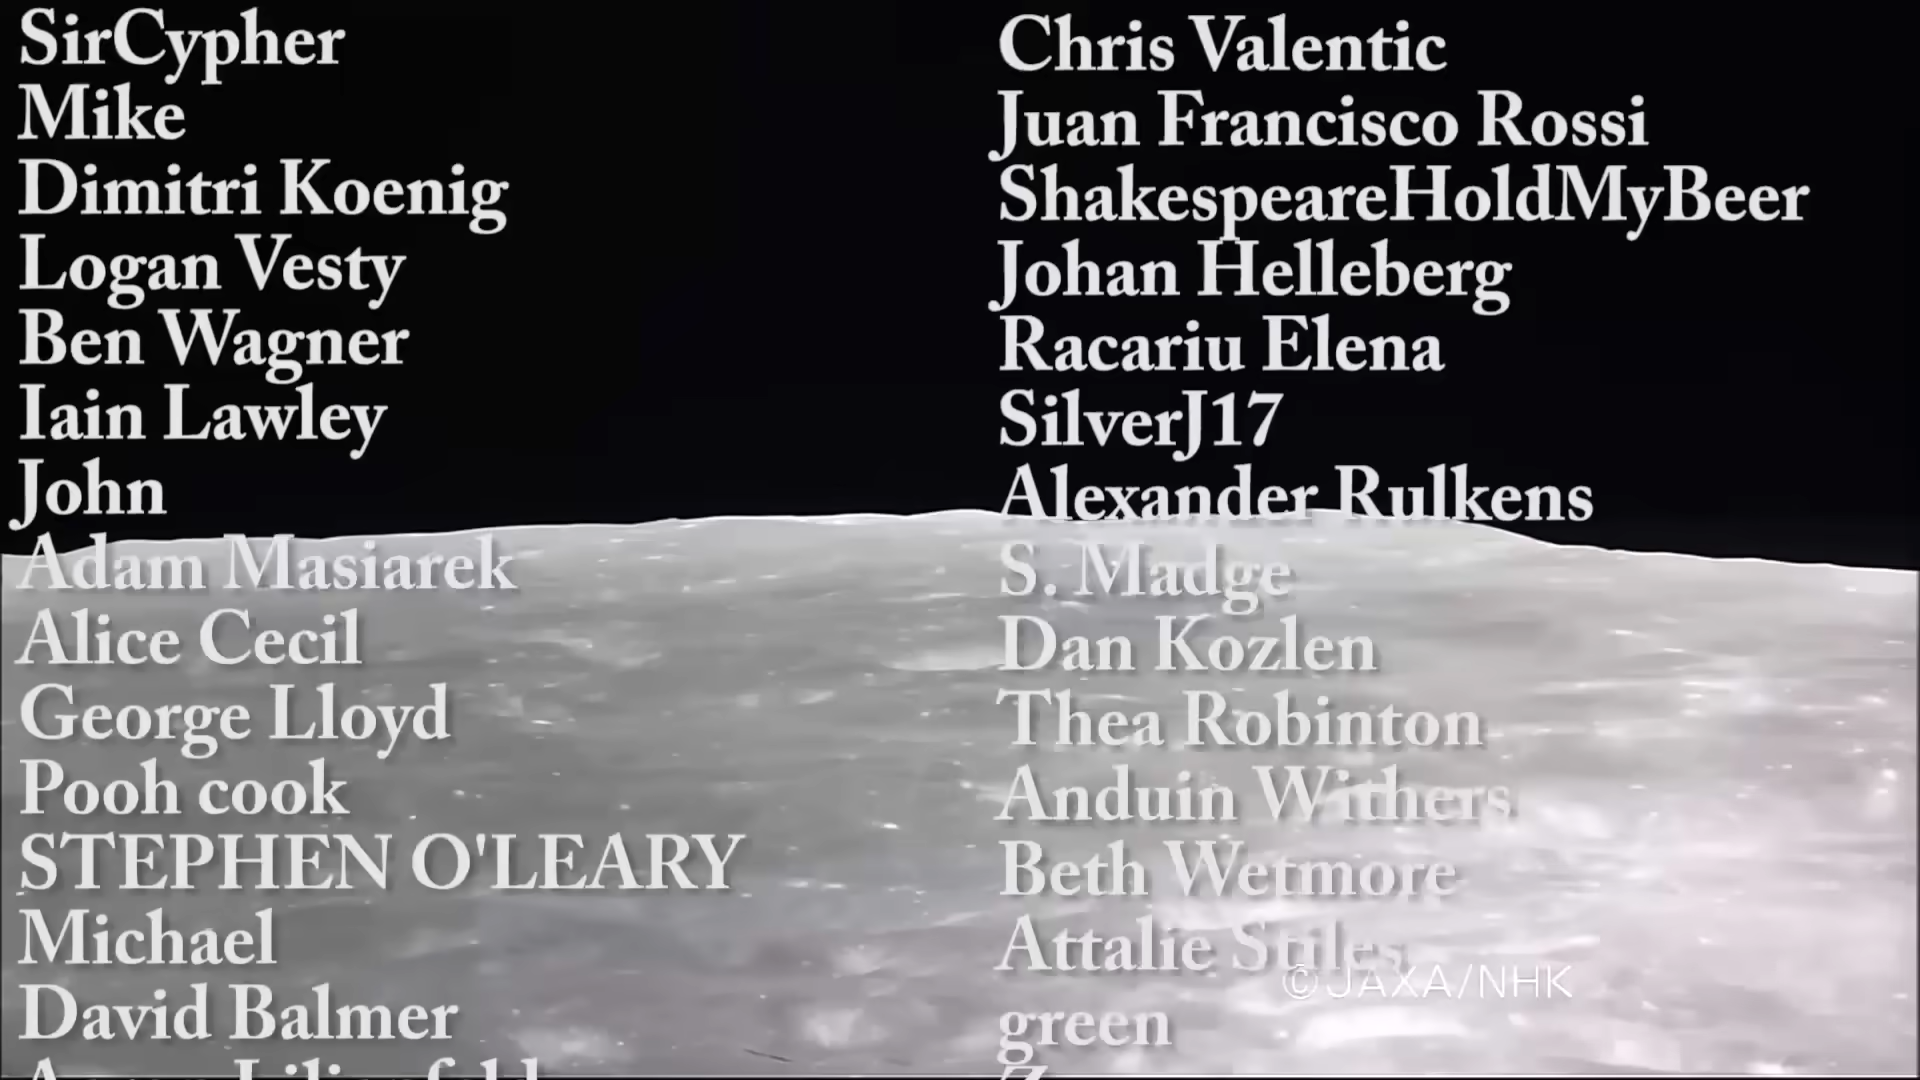 SirCypher
Mike
Dimitri Koenig
Logan Vesty
Ben Wagner
Iain Lawley
John
Adam Masiarek
Alice Cecil
George Lloyd
Pooh cook
STEPHEN O'LEARY
Michael
David Balmer
Chris Valentic
Juan Francisco Rossi
ShakespeareHoldMyBeer
Johan Helleberg
Racariu Elena
SilverJ17
Alexander Rulkens
S. Madge
Dan Kozlen
Thea Robinton
Anduin Withers
Beth Wetmore
Attalie Stiles
green
©JAXA/NHK